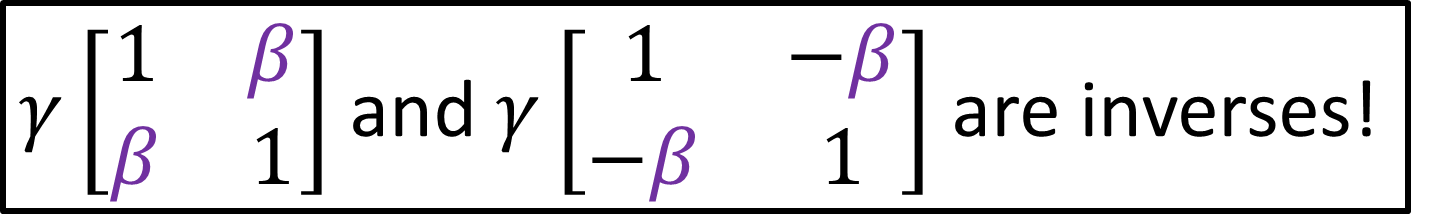 γ [1 β; β 1] and γ [1 −β; −β 1] are inverses!